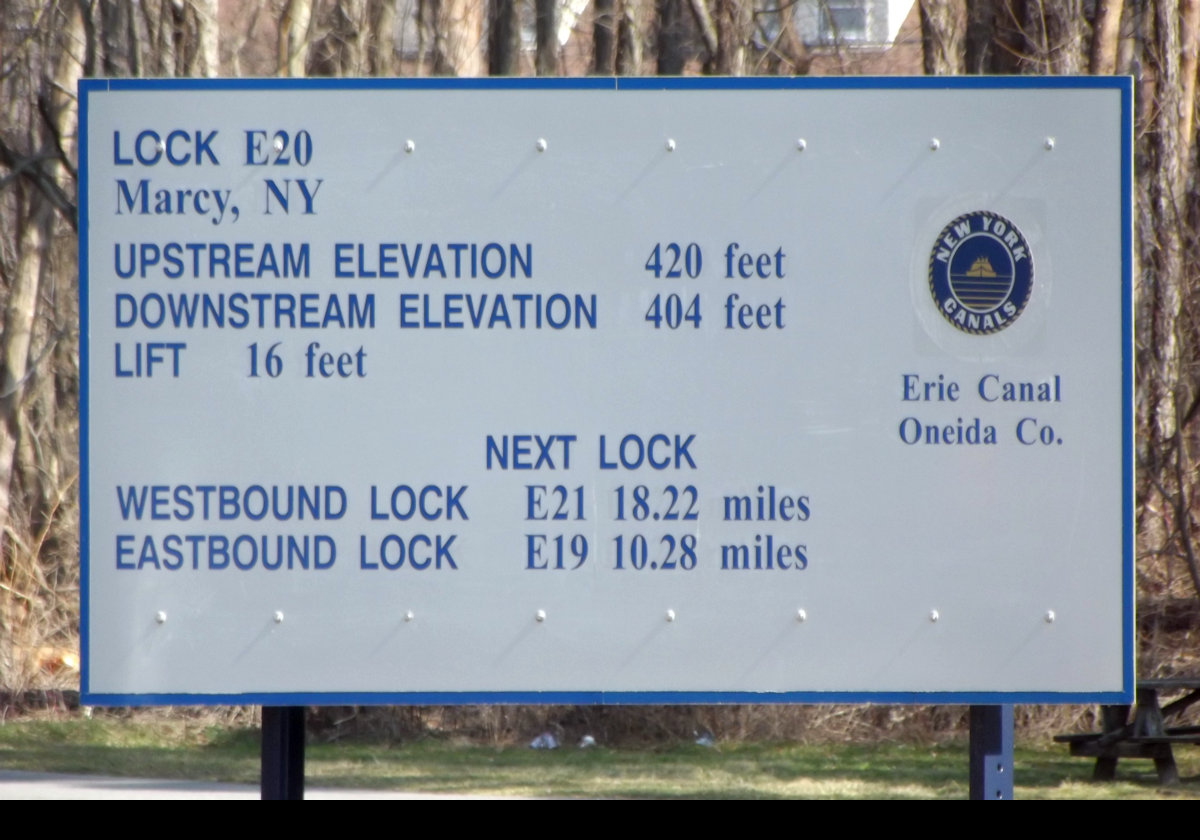 LOCK E20
Marcy, NY
UPSTREAM ELEVATION 420 feet
DOWNSTREAM ELEVATION 404 feet
LIFT 16 feet
NEW YORK
CANALS
Erie Canal
Oneida Co.
NEXT LOCK
WESTBOUND LOCK E21 18.22 miles
EASTBOUND LOCK E19 10.28 miles